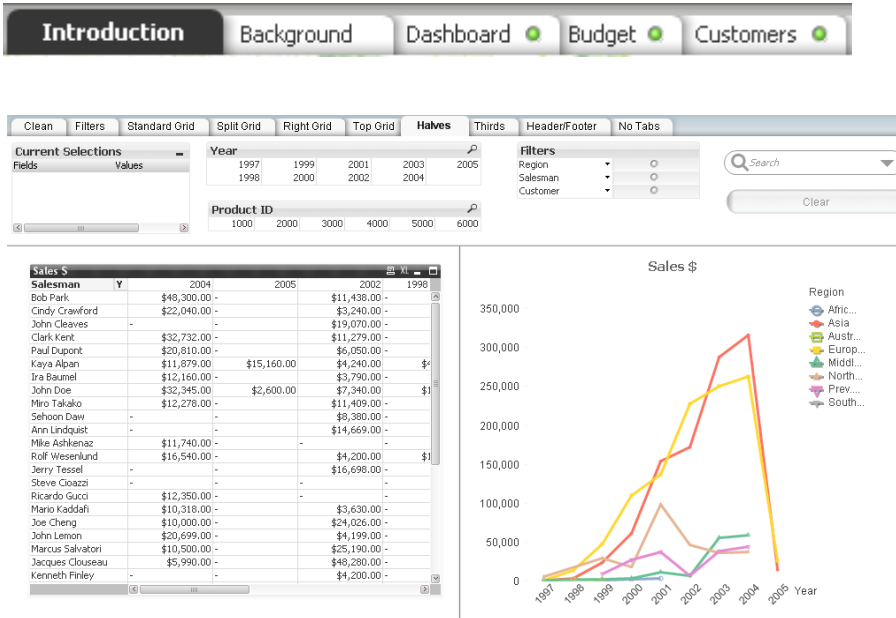 Introduction Background Dashboard Budget Customers
Clean Filters Standard Grid Split Grid Right Grid Top Grid Halves Thirds Header/Footer No Tabs
Current Selections
Fields Values
Year
1997 1999 2001 2003 2005
1998 2000 2002 2004
Product ID
1000 2000 3000 4000 5000 6000
Filters
Region
Salesman
Customer
Search
Clear
Sales $ XL
Salesman Y 2004 2005 2002 1998
Bob Park $48,300.00 - $11,438.00 -
Cindy Crawford $22,040.00 - $3,240.00 -
John Cleaves - - $19,070.00 -
Clark Kent $32,732.00 - $11,279.00 -
Paul Dupont $20,810.00 - $6,050.00 -
Kaya Alpan $11,879.00 $15,160.00 $4,240.00 $4
Ira Baumel $12,160.00 - $3,790.00 -
John Doe $32,345.00 $2,600.00 $7,340.00 $1
Miro Takako $12,278.00 - $11,409.00 -
Sehoon Daw - - $8,380.00 -
Ann Lindquist - - $14,669.00 -
Mike Ashkenaz $11,740.00 - - -
Rolf Wesenlund $16,540.00 - $4,200.00 $1
Jerry Tessel - - $16,698.00 -
Steve Cioazzi - - - -
Ricardo Gucci $12,350.00 - - -
Mario Kaddafi $10,318.00 - $3,630.00 -
Joe Cheng $10,000.00 - $24,026.00 -
John Lemon $20,699.00 - $4,199.00 -
Marcus Salvatori $10,500.00 - $25,190.00 -
Jacques Clouseau $5,990.00 - $48,280.00 -
Kenneth Finley - - $4,200.00 -
Sales $
350,000
300,000
250,000
200,000
150,000
100,000
50,000
0
1997 1998 1999 2000 2001 2002 2003 2004 2005 Year
Region
Afric...
Asia
Austr...
Europ...
Middl...
North...
Prev....
South...